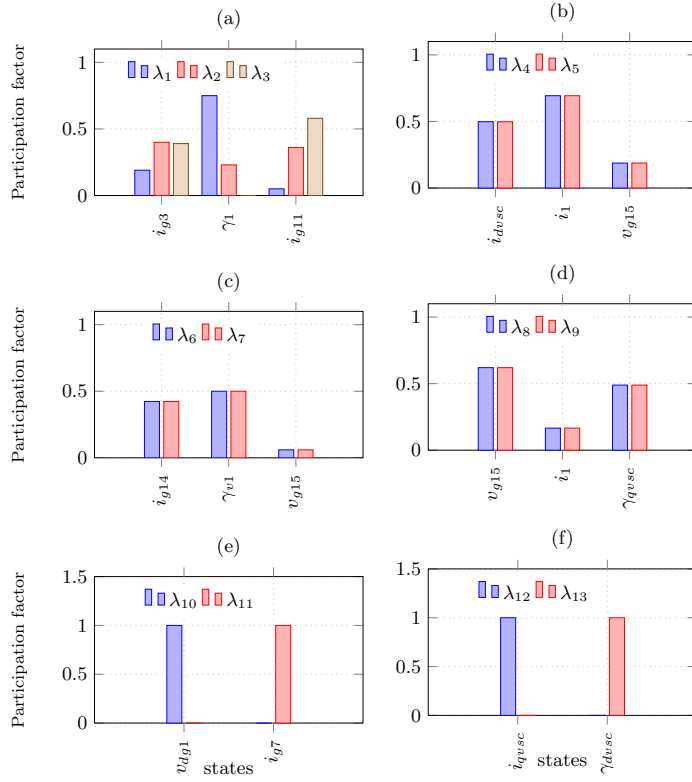 (a)
Participation factor
1
0.5
0
λ1 λ2 λ3
ig3
γ1
ig11
(b)
1
0.5
0
λ4 λ5
idvsc
i1
vg15
(c)
Participation factor
1
0.5
0
λ6 λ7
ig14
γv1
vg15
(d)
1
0.5
0
λ8 λ9
vg15
i1
γqvsc
(e)
Participation factor
1.5
1
0.5
0
λ10 λ11
vdg1
ig7
states
(f)
1.5
1
0.5
0
λ12 λ13
iqvsc
γdvsc
states